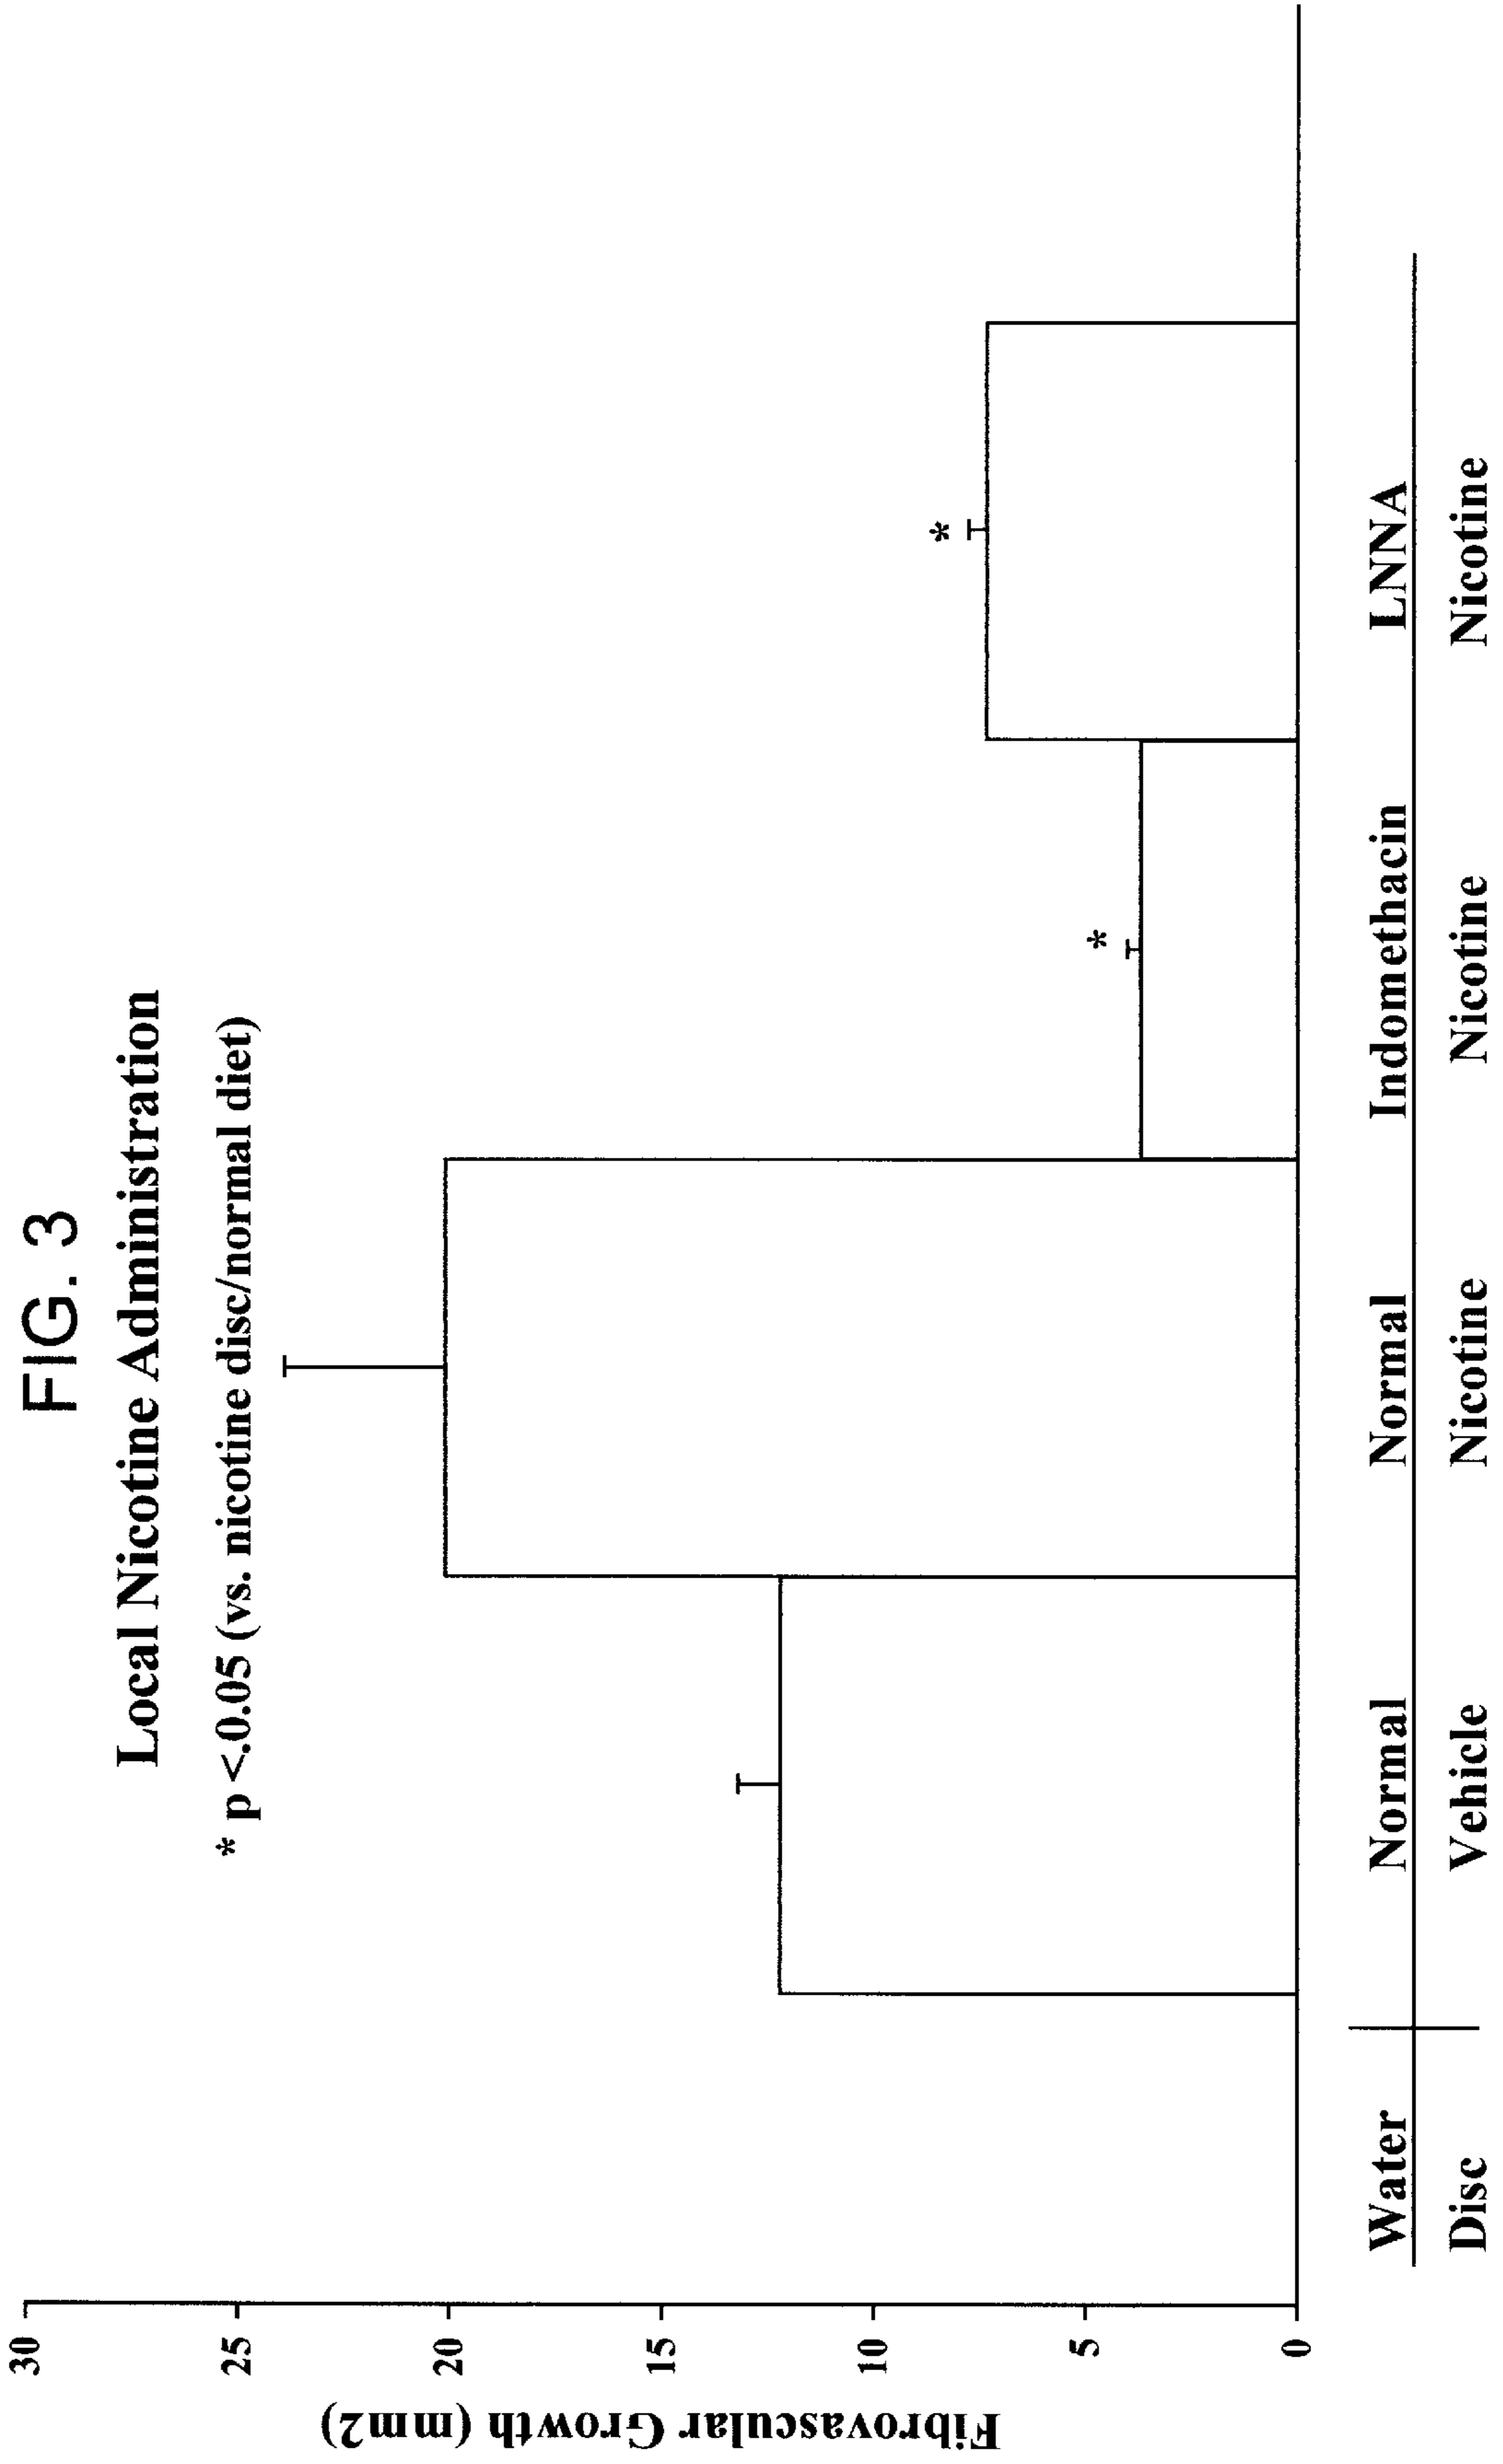 FIG. 3
Local Nicotine Administration
* p <.0.05 (vs. nicotine disc/normal diet)
Fibrovascular Growth (mm2)
30
25
20
15
10
5
0
*
*
Water Normal Normal Indomethacin LNNA
Disc Vehicle Nicotine Nicotine Nicotine